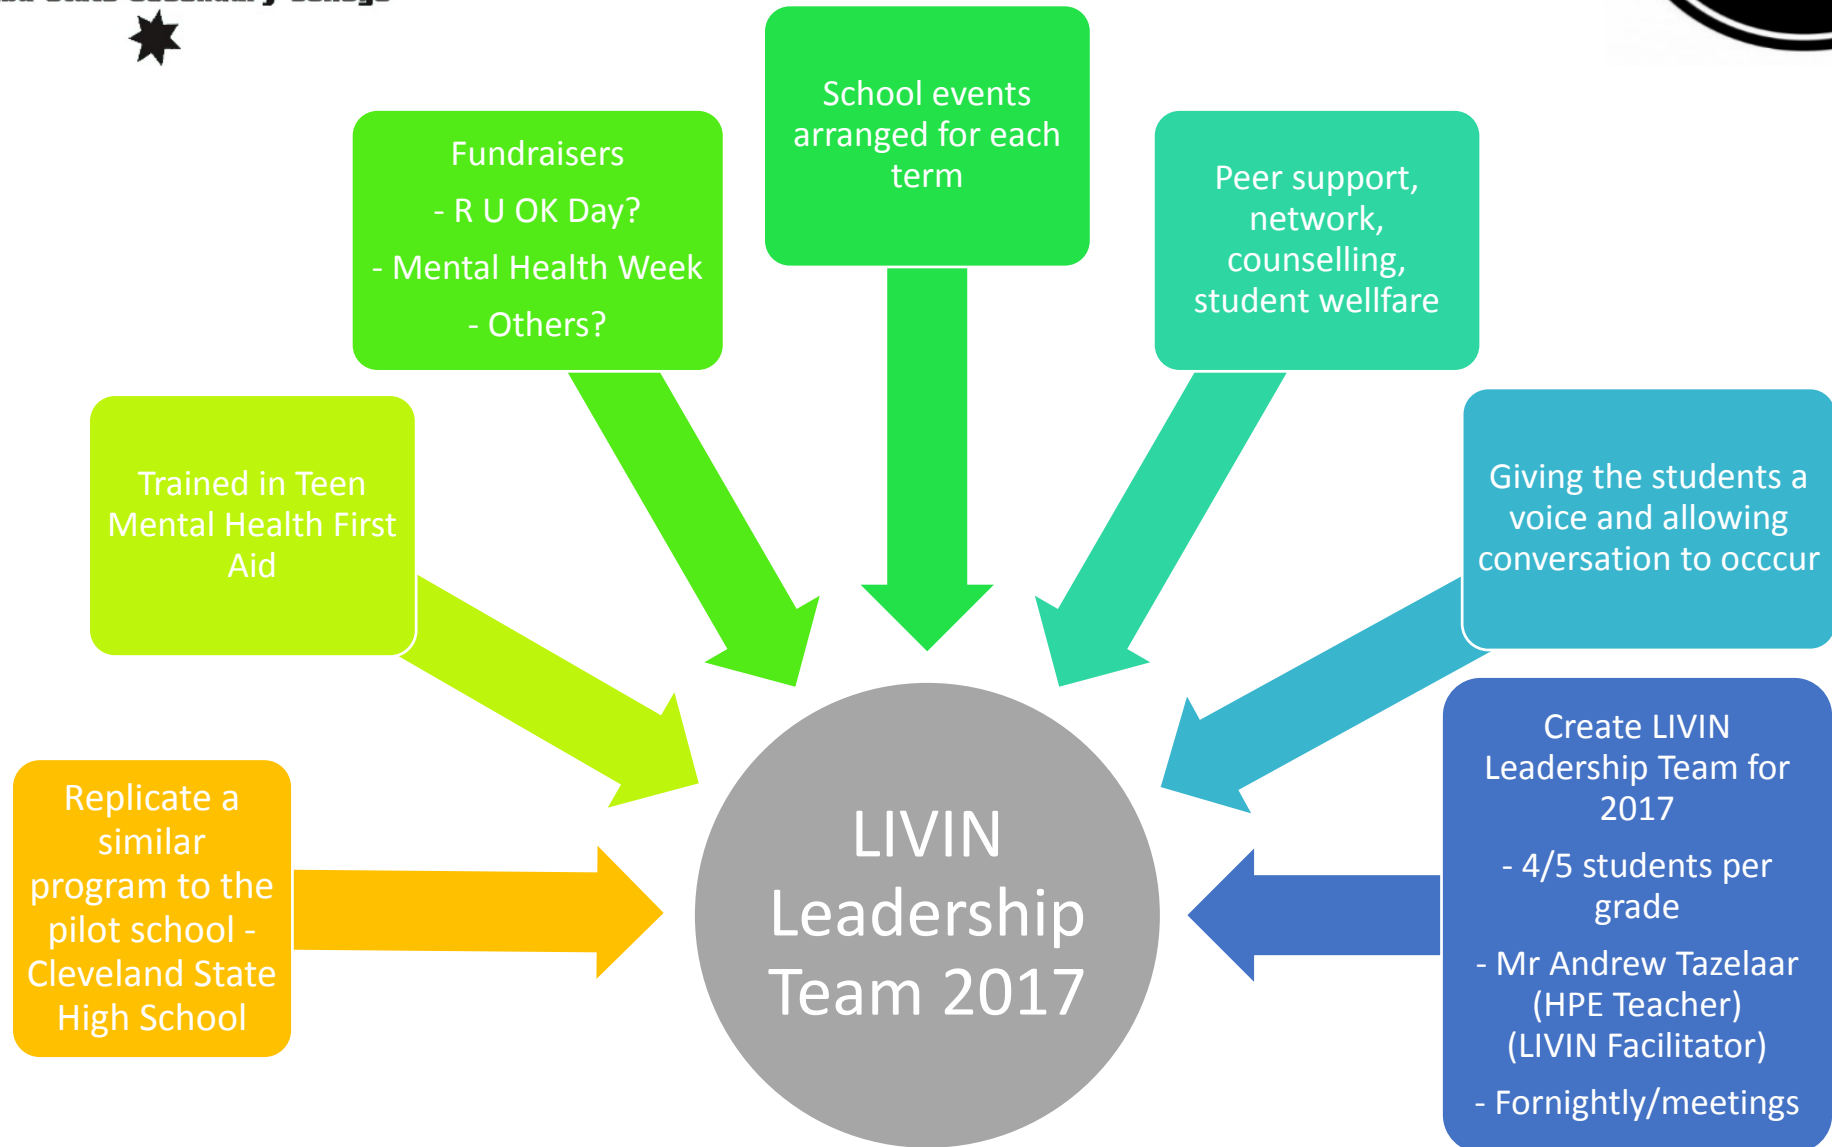 State Secondary College
Fundraisers
- R U OK Day?
- Mental Health Week
- Others?
School events
arranged for each
term
Peer support,
network,
counselling,
student wellfare
Trained in Teen
Mental Health First
Aid
Giving the students a
voice and allowing
conversation to occcur
Replicate a
similar
program to the
pilot school -
Cleveland State
High School
LIVIN
Leadership
Team 2017
Create LIVIN
Leadership Team for
2017
- 4/5 students per
grade
- Mr Andrew Tazelaar
(HPE Teacher)
(LIVIN Facilitator)
- Fornightly/meetings